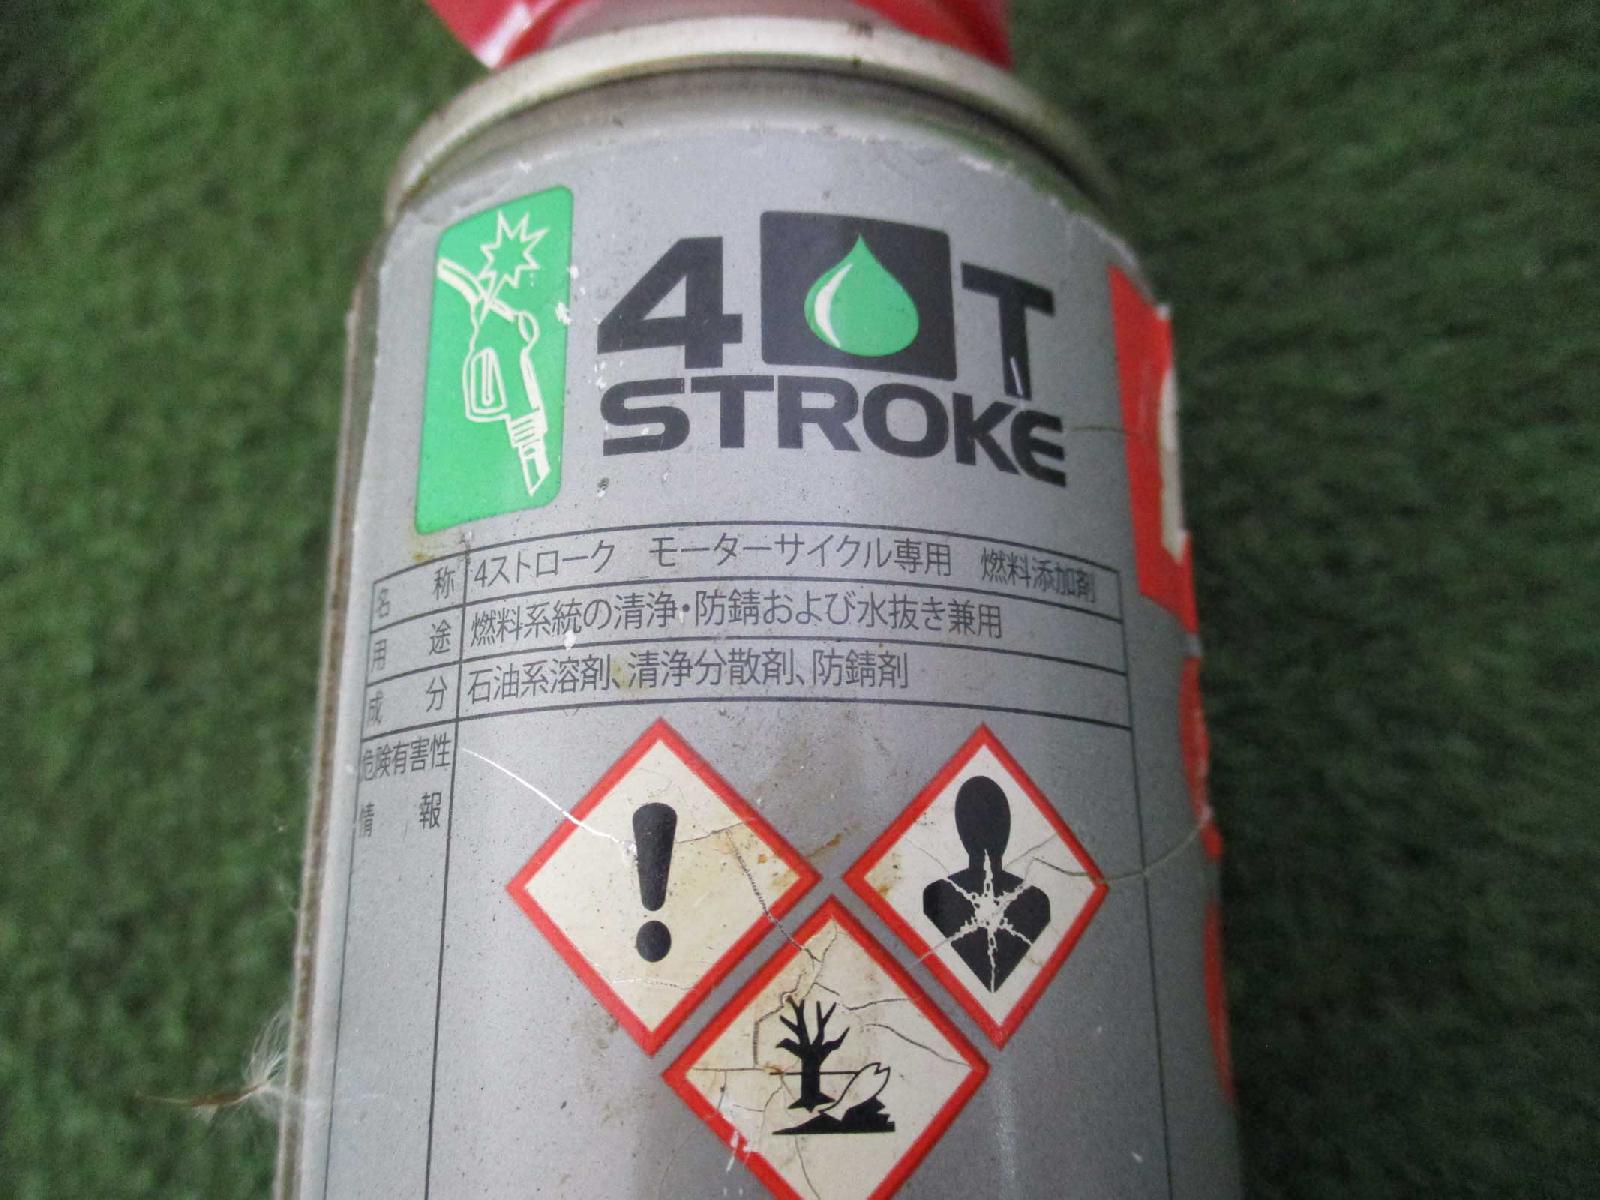 4 T
STROKE
名 称 4ストローク モーターサイクル専用 燃料添加剤
用 途 燃料系統の清浄・防錆および水抜き兼用
成 分 石油系溶剤、清浄分散剤、防錆剤
危険有害性
情 報